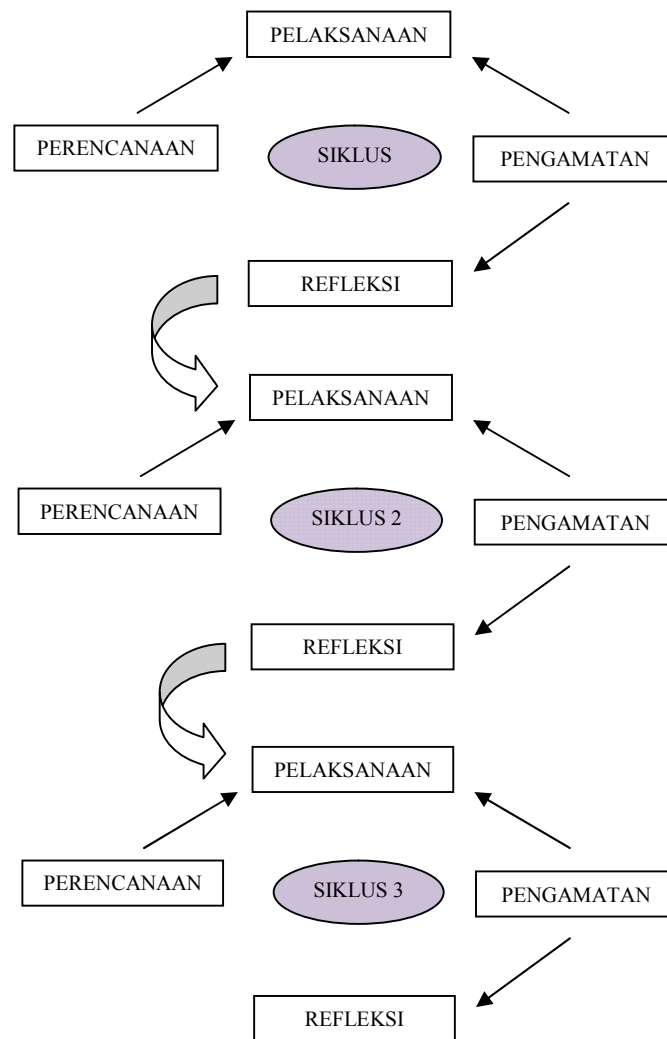 PELAKSANAAN
PERENCANAAN
SIKLUS
PENGAMATAN
REFLEKSI
PELAKSANAAN
PERENCANAAN
SIKLUS 2
PENGAMATAN
REFLEKSI
PELAKSANAAN
PERENCANAAN
SIKLUS 3
PENGAMATAN
REFLEKSI